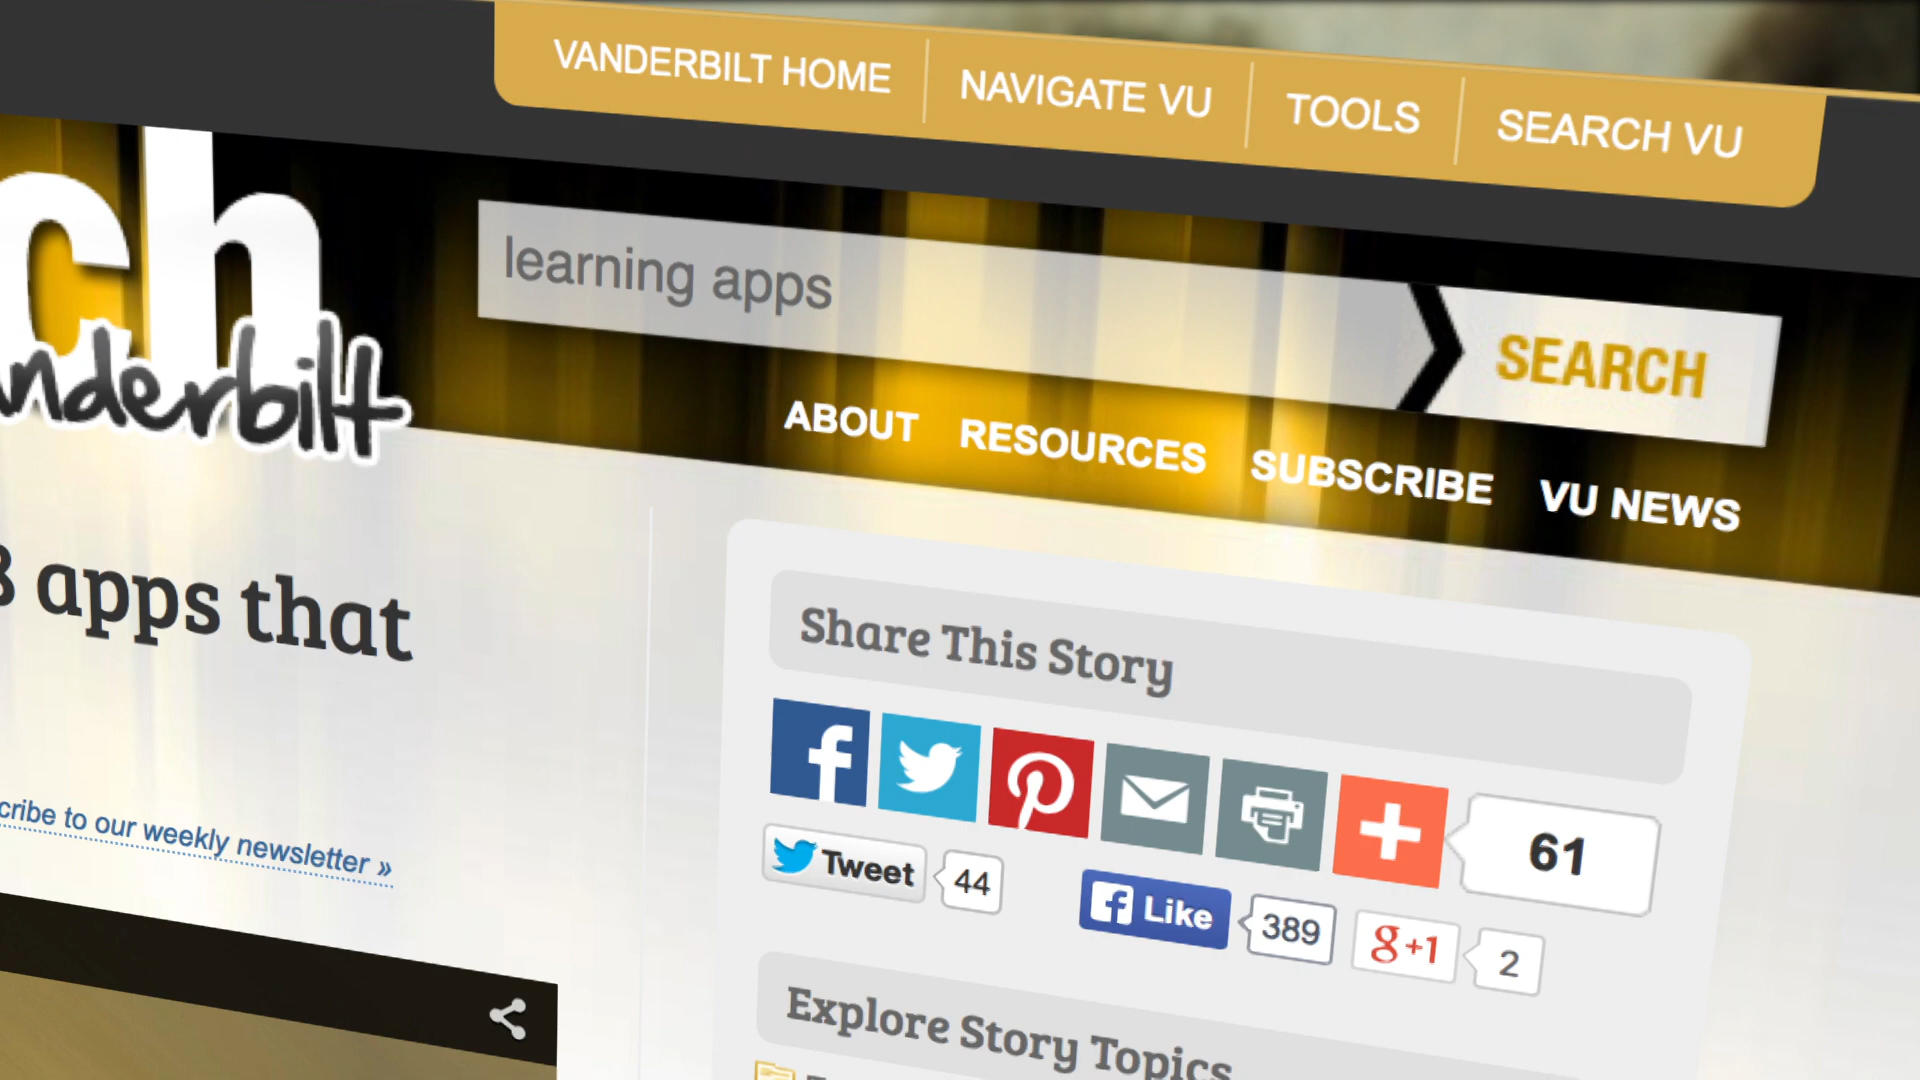 VANDERBILT HOME NAVIGATE VU TOOLS SEARCH VU
ch
nderbilt
learning apps
SEARCH
ABOUT RESOURCES SUBSCRIBE VU NEWS
apps that
cribe to our weekly newsletter »
Share This Story
61
Tweet 44
Like 389
g+1 2
Explore Story Topics